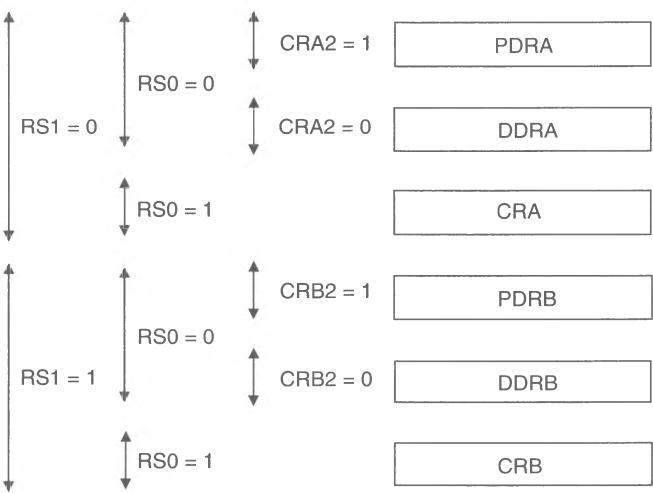 CRA2 = 1 PDRA
RS0 = 0
RS1 = 0 CRA2 = 0 DDRA
RS0 = 1 CRA
CRB2 = 1 PDRB
RS0 = 0
RS1 = 1 CRB2 = 0 DDRB
RS0 = 1 CRB